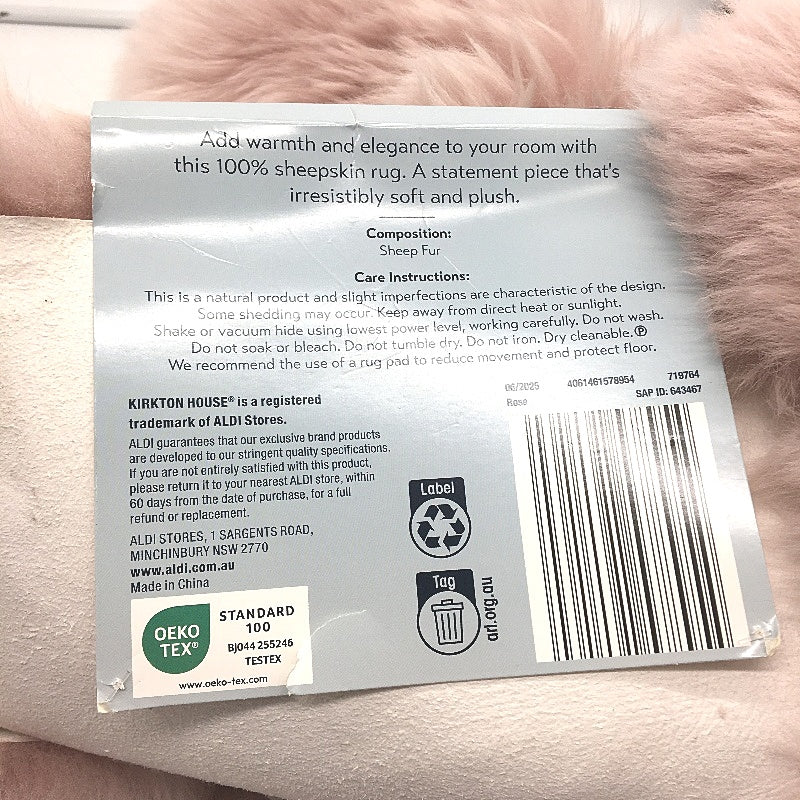 Add warmth and elegance to your room with
this 100% sheepskin rug. A statement piece that's
irresistibly soft and plush.
Composition:
Sheep Fur
Care Instructions:
This is a natural product and slight imperfections are characteristic of the design.
Some shedding may occur. Keep away from direct heat or sunlight.
Shake or vacuum hide using lowest power level, working carefully. Do not wash.
Do not soak or bleach. Do not tumble dry. Do not iron. Dry cleanable. Ⓟ
We recommend the use of a rug pad to reduce movement and protect floor.
KIRKTON HOUSE® is a registered
trademark of ALDI Stores.
ALDI guarantees that our exclusive brand products
are developed to our stringent quality specifications.
If you are not entirely satisfied with this product,
please return it to your nearest ALDI store, within
60 days from the date of purchase, for a full
refund or replacement.
ALDI STORES, 1 SARGENTS ROAD,
MINCHINBURY NSW 2770
www.aldi.com.au
Made in China
OEKO
TEX®
STANDARD
100
BJ044 255246
TESTEX
www.oeko-tex.com
Label
Tag
arl.org.au
06/2025 4061461578954 719764
Rose SAP ID: 643467